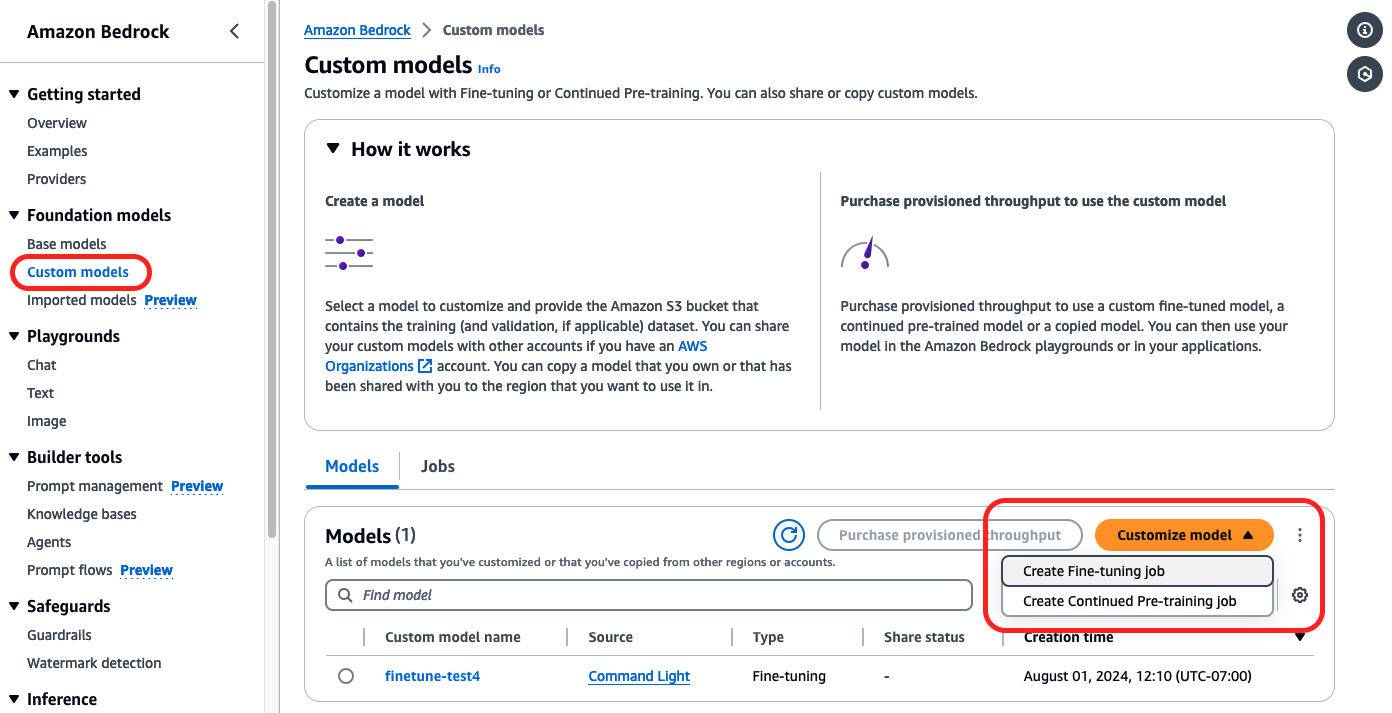 Amazon Bedrock
Getting started
Overview
Examples
Providers
Foundation models
Base models
Custom models
Imported models Preview
Playgrounds
Chat
Text
Image
Builder tools
Prompt management Preview
Knowledge bases
Agents
Prompt flows Preview
Safeguards
Guardrails
Watermark detection
Inference
Amazon Bedrock > Custom models
Custom models Info
Customize a model with Fine-tuning or Continued Pre-training. You can also share or copy custom models.
How it works
Create a model
Select a model to customize and provide the Amazon S3 bucket that
contains the training (and validation, if applicable) dataset. You can share
your custom models with other accounts if you have an AWS
Organizations account. You can copy a model that you own or that has
been shared with you to the region that you want to use it in.
Purchase provisioned throughput to use the custom model
Purchase provisioned throughput to use a custom fine-tuned model, a
continued pre-trained model or a copied model. You can then use your
model in the Amazon Bedrock playgrounds or in your applications.
Models Jobs
Models (1)
Purchase provisioned throughput
Customize model
A list of models that you've customized or that you've copied from other regions or accounts.
Create Fine-tuning job
Create Continued Pre-training job
Find model
Custom model name Source Type Share status Creation time
finetune-test4 Command Light Fine-tuning - August 01, 2024, 12:10 (UTC-07:00)